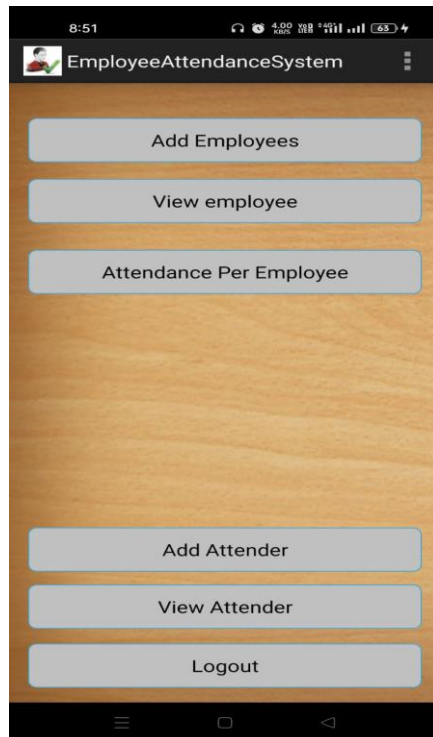 8:51 4.00 KB/S 4G 63
EmployeeAttendanceSystem
Add Employees
View employee
Attendance Per Employee
Add Attender
View Attender
Logout